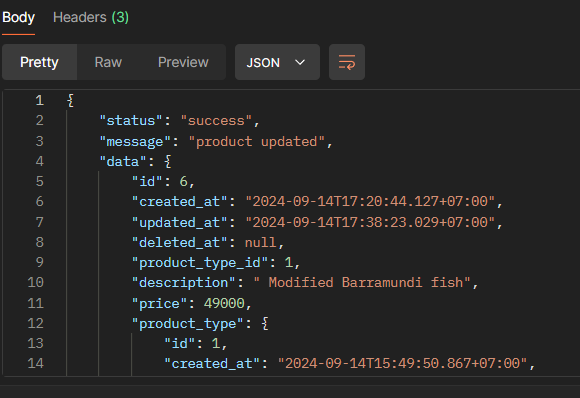 Body Headers (3)
Pretty Raw Preview JSON
1 {
2 "status": "success",
3 "message": "product updated",
4 "data": {
5 "id": 6,
6 "created_at": "2024-09-14T17:20:44.127+07:00",
7 "updated_at": "2024-09-14T17:38:23.029+07:00",
8 "deleted_at": null,
9 "product_type_id": 1,
10 "description": " Modified Barramundi fish",
11 "price": 49000,
12 "product_type": {
13 "id": 1,
14 "created_at": "2024-09-14T15:49:50.867+07:00",